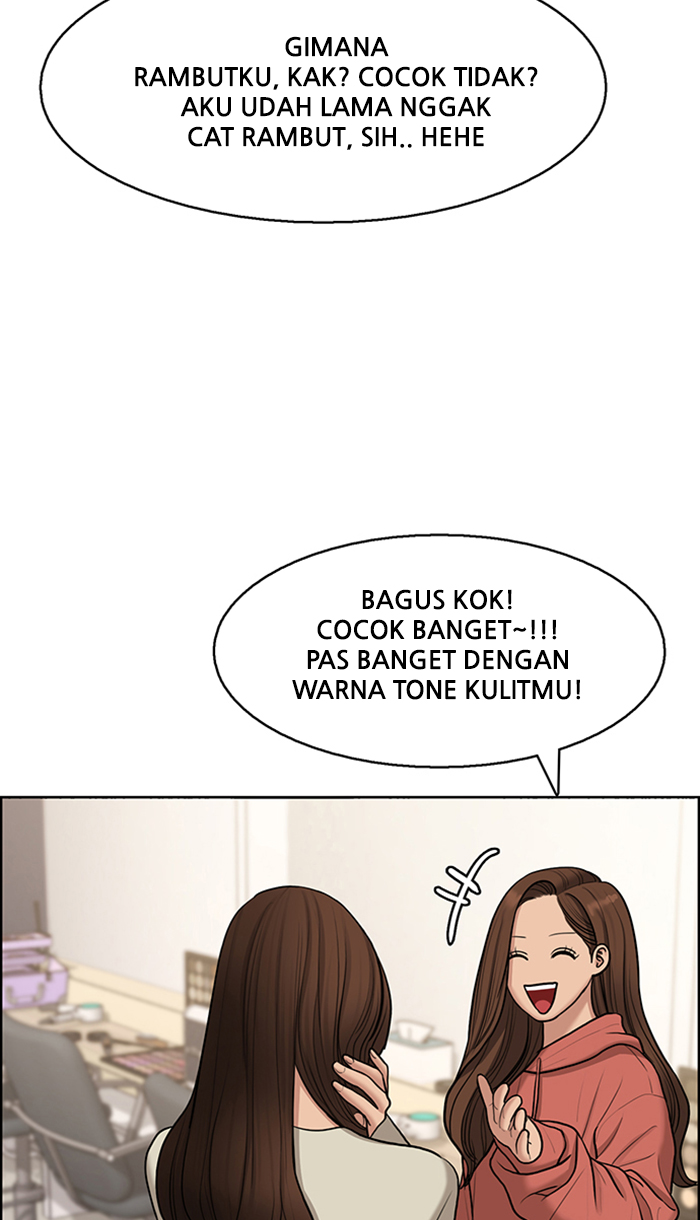 GIMANA
RAMBUTKU, KAK? COCOK TIDAK?
AKU UDAH LAMA NGGAK
CAT RAMBUT, SIH.. HEHE
BAGUS KOK!
COCOK BANGET~!!!
PAS BANGET DENGAN
WARNA TONE KULITMU!